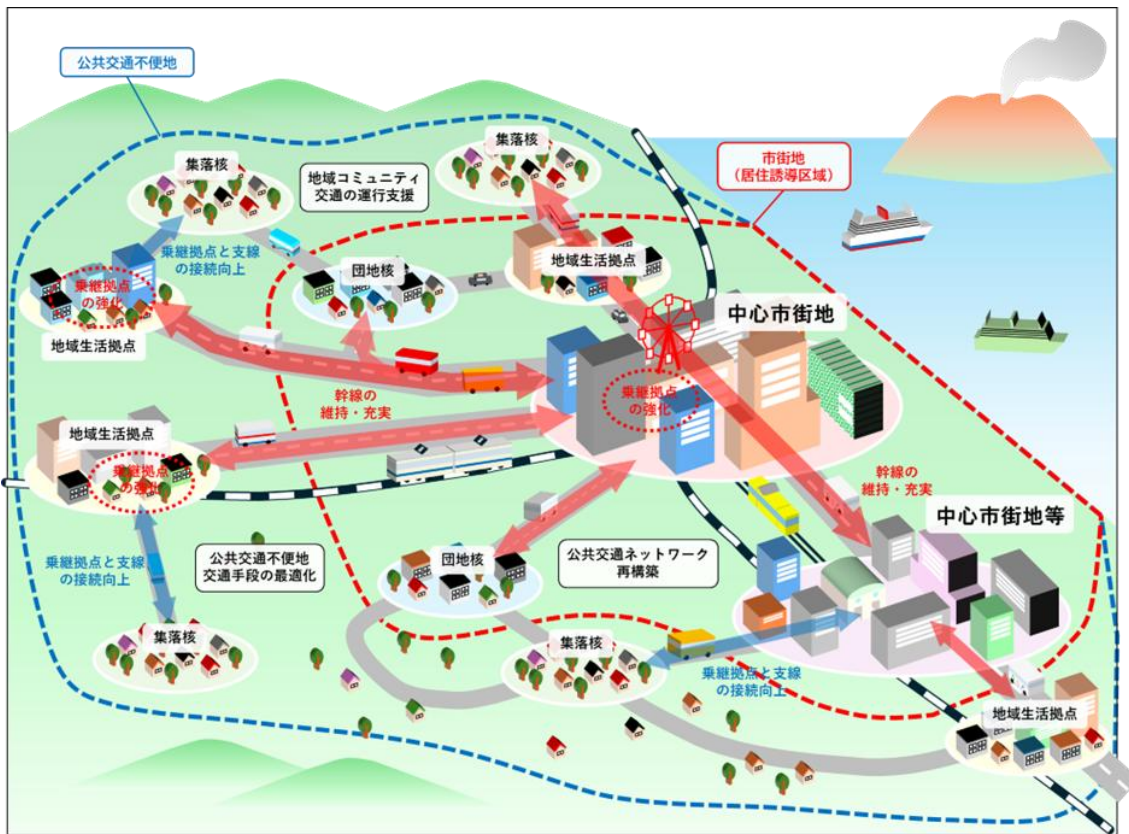 公共交通不便地
集落核
集落核
地域コミュニティ
交通の運行支援
市街地
（居住誘導区域）
乗継拠点と支線
の接続向上
団地核
地域生活拠点
乗継拠点
の強化
地域生活拠点
中心市街地
幹線の
維持・充実
乗継拠点
の強化
地域生活拠点
乗継拠点
の強化
幹線の
維持・充実
中心市街地等
乗継拠点と支線
の接続向上
公共交通不便地
交通手段の最適化
団地核
公共交通ネットワーク
再構築
集落核
集落核
乗継拠点と支線
の接続向上
地域生活拠点